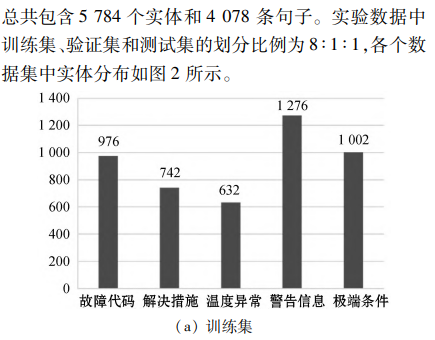 总共包含 5 784 个实体和 4 078 条句子。实验数据中
训练集、验证集和测试集的划分比例为 8∶1∶1,各个数
据集中实体分布如图 2 所示。
1 400
1 200
1 000
800
600
400
200
0
976
742
632
1 276
1 002
故障代码 解决措施 温度异常 警告信息 极端条件
(a) 训练集